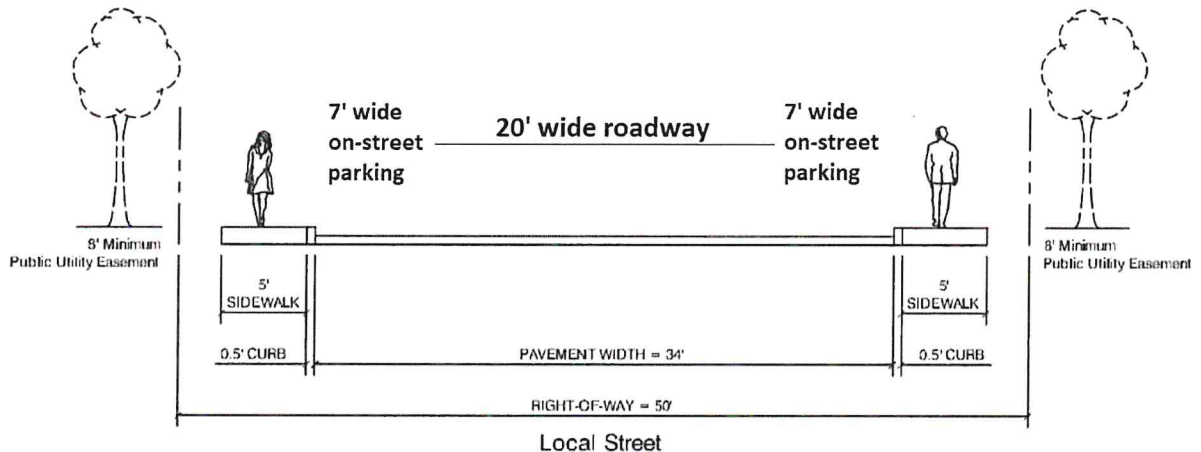 7' wide
on-street
parking
20' wide roadway
7' wide
on-street
parking
8' Minimum
Public Utility Easement
8' Minimum
Public Utility Easement
5'
SIDEWALK
5'
SIDEWALK
0.5' CURB
PAVEMENT WIDTH = 34'
0.5' CURB
RIGHT-OF-WAY = 50'
Local Street